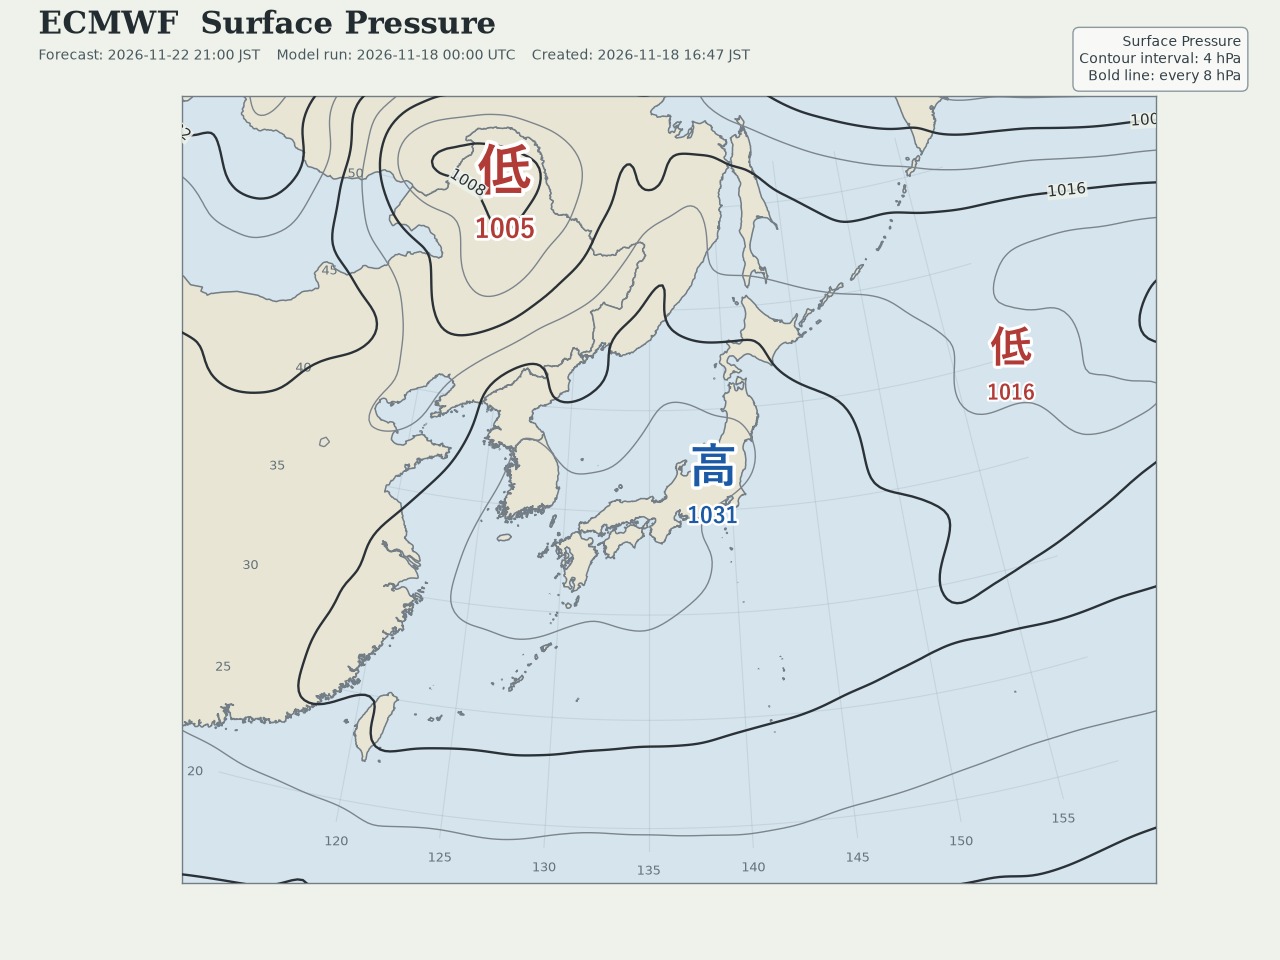 ECMWF  Surface Pressure
Forecast: 2026-11-22 21:00 JST    Model run: 2026-11-18 00:00 UTC    Created: 2026-11-18 16:47 JST
Surface Pressure
Contour interval: 4 hPa
Bold line: every 8 hPa
100
2
50
1008
低
1005
1016
45
40
低
1016
35
高
1031
30
25
20
120
125
130
135
140
145
150
155